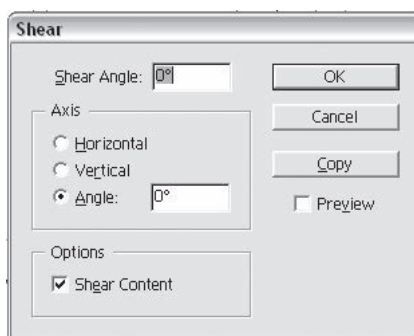 Shear
Shear Angle: 0°
OK
Axis
Cancel
Horizontal
Vertical
Copy
Angle: 0°
Preview
Options
Shear Content